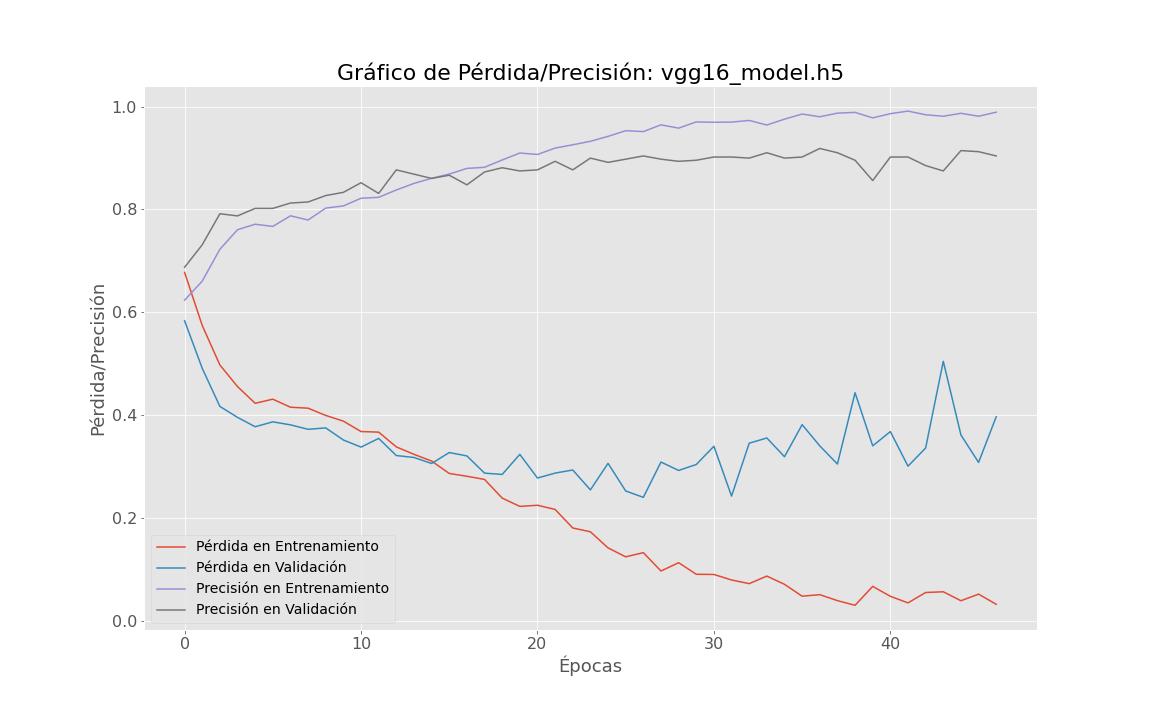 Gráfico de Pérdida/Precisión: vgg16_model.h5
1.0
0.8
0.6
0.4
0.2
0.0
Pérdida/Precisión
Pérdida en Entrenamiento
Pérdida en Validación
Precisión en Entrenamiento
Precisión en Validación
0 10 20 30 40
Épocas